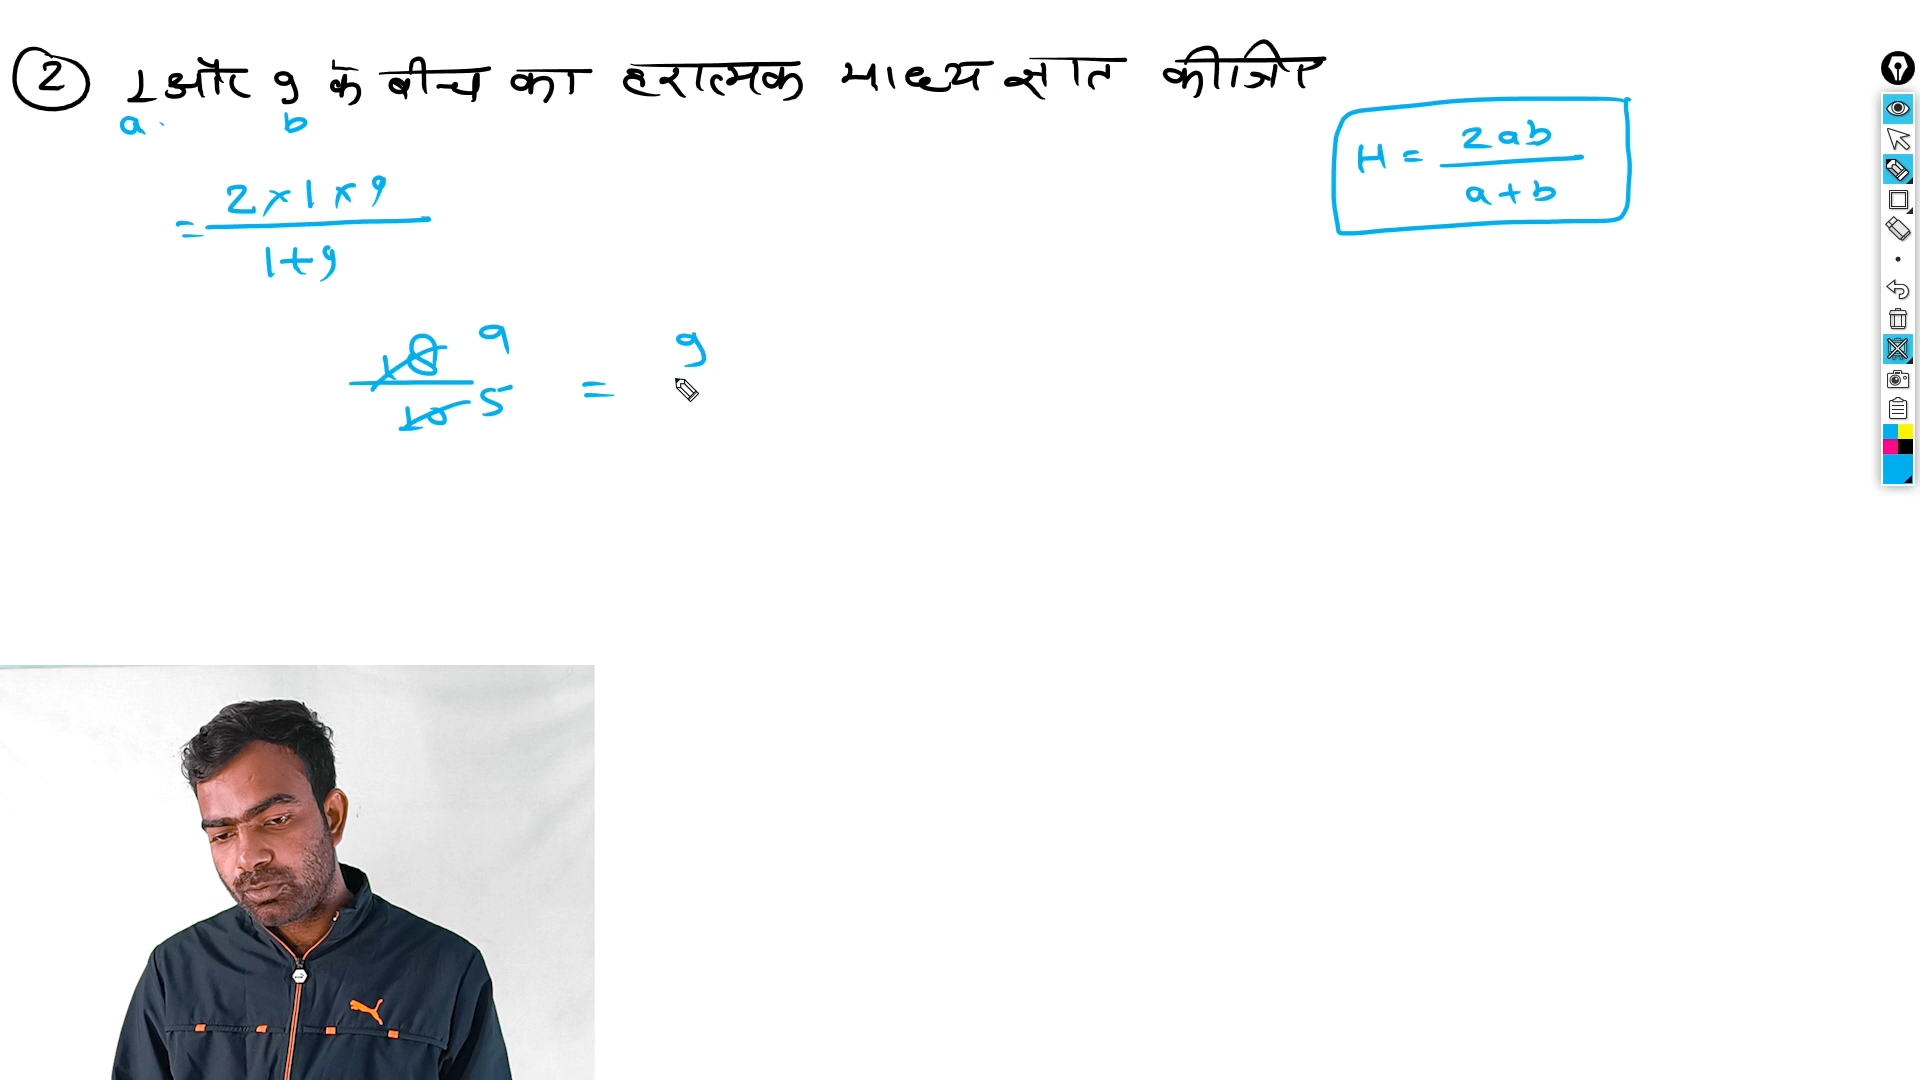 ② 1 और 9 के बीच का हरात्मक माध्य ज्ञात कीजिए
a b
H = 2ab / a+b
= 2×1×9 / 1+9
18 9 / 10 5 = 9